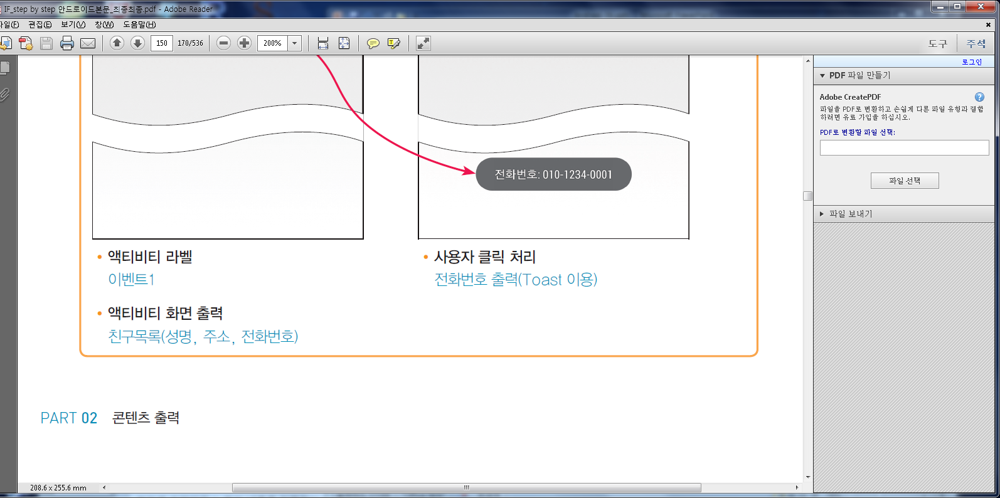 IF_step by step 안드로이드본문_최종최종.pdf - Adobe Reader
파일(F) 편집(E) 보기(V) 창(W) 도움말(H)
150 170/536 200% 도구 주석
로그인
PDF 파일 만들기
Adobe CreatePDF
파일을 PDF로 변환하고 손쉽게 다른 파일 유형과 결합
하려면 유료 가입을 하십시오.
PDF로 변환할 파일 선택:
파일 선택
파일 보내기
전화번호: 010-1234-0001
• 액티비티 라벨
이벤트1
• 액티비티 화면 출력
친구목록(성명, 주소, 전화번호)
• 사용자 클릭 처리
전화번호 출력(Toast 이용)
PART 02 콘텐츠 출력
208.6 x 255.6 mm